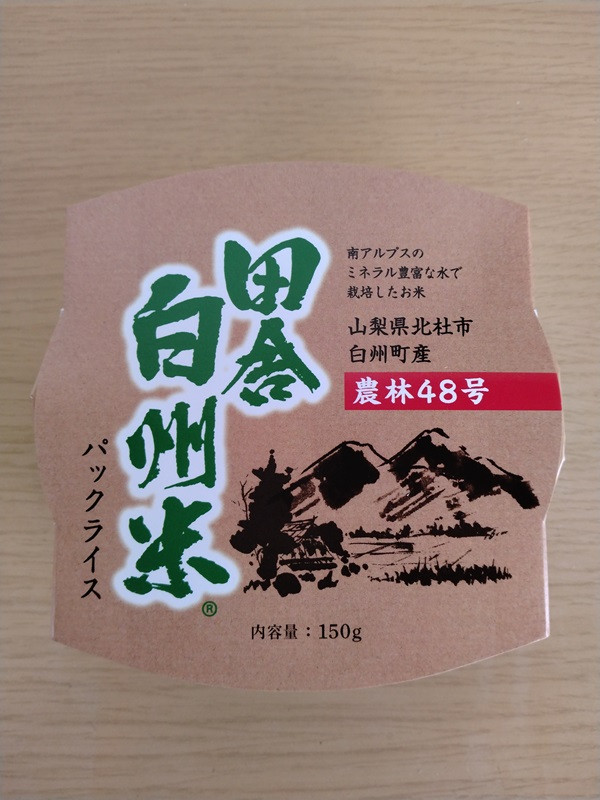 田舎
白州米
®
パックライス
南アルプスの
ミネラル豊富な水で
栽培したお米
山梨県北杜市
白州町産
農林48号
内容量：150g